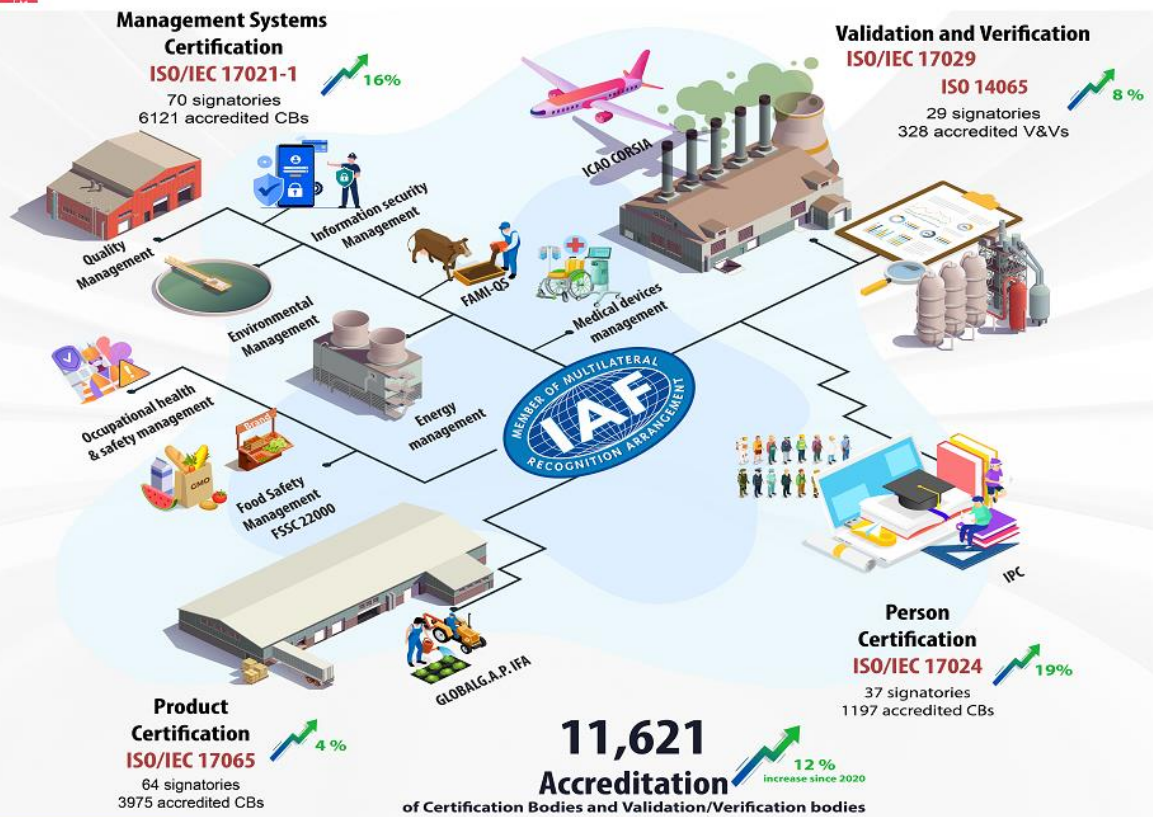 Management Systems
Certification
ISO/IEC 17021-1
70 signatories
6121 accredited CBs
16%
Validation and Verification
ISO/IEC 17029
ISO 14065
29 signatories
328 accredited V&Vs
8 %
ICAO CORSIA
Quality
Management
Information security
Management
Environmental
Management
FAMI-QS
Medical devices
management
Energy
management
Occupational health
& safety management
Brand
GMO
Food Safety
Management
FSSC 22000
MEMBER OF MULTILATERAL
IAF
RECOGNITION ARRANGEMENT
GLOBALG.A.P. IFA
IPC
Person
Certification
ISO/IEC 17024
37 signatories
1197 accredited CBs
19%
Product
Certification
ISO/IEC 17065
64 signatories
3975 accredited CBs
4 %
11,621
Accreditation
12 %
increase since 2020
of Certification Bodies and Validation/Verification bodies